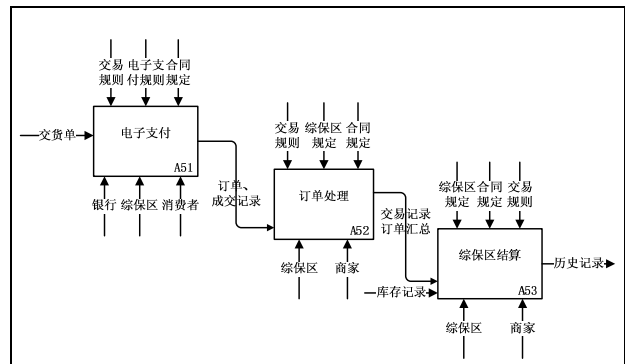 交易 电子支 合同
规则 付规则 规定
交货单
电子支付
A51
银行 综保区 消费者
交易 综保区 合同
规则 规定 规定
订单、
成交记录
订单处理
A52
综保区 商家
综保区 合同 交易
规定 规定 规则
交易记录
订单汇总
综保区结算
A53
库存记录
历史记录
综保区 商家